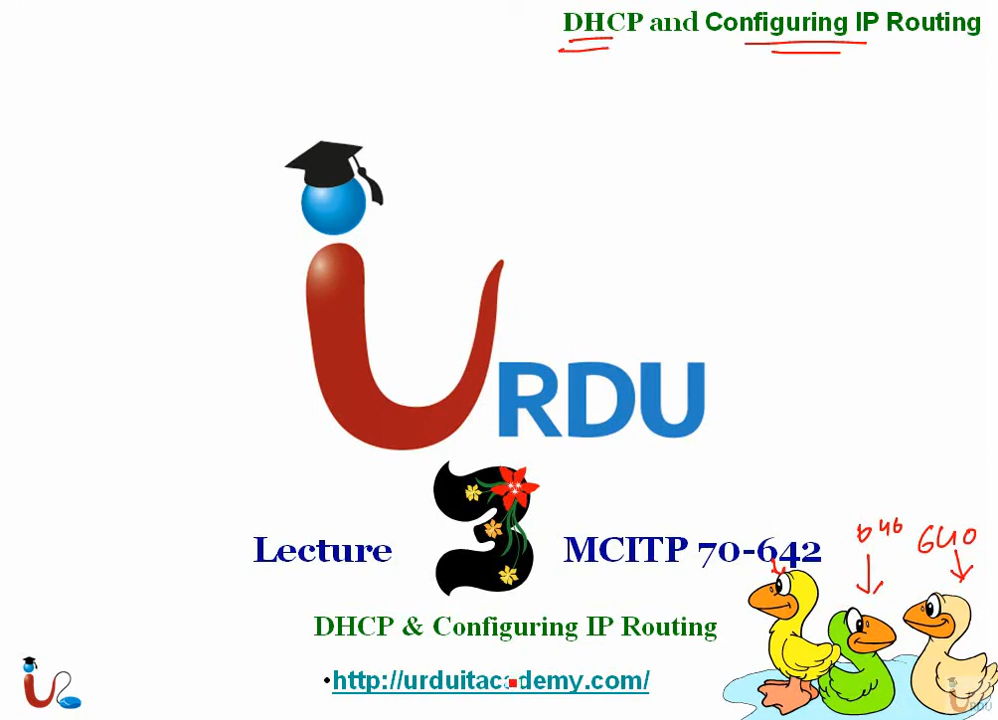 DHCP and Configuring IP Routing
URDU
Lecture 3 MCITP 70-642
646 640
DHCP & Configuring IP Routing
•http://urduitacademy.com/
URDU